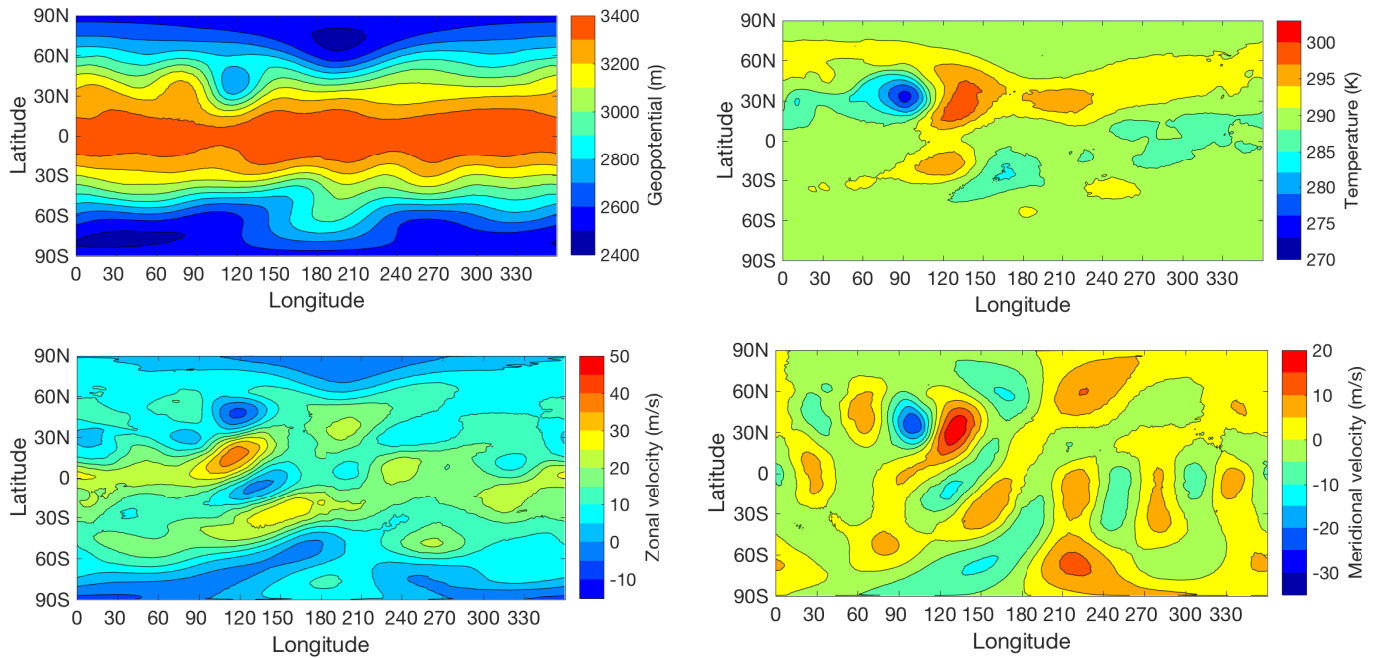 90N
60N
30N
0
30S
60S
90S
Latitude
0 30 60 90 120 150 180 210 240 270 300 330
Longitude
3400
3200
3000
2800
2600
2400
Geopotential (m)
90N
60N
30N
0
30S
60S
90S
Latitude
0 30 60 90 120 150 180 210 240 270 300 330
Longitude
300
295
290
285
280
275
270
Temperature (K)
90N
60N
30N
0
30S
60S
90S
Latitude
0 30 60 90 120 150 180 210 240 270 300 330
Longitude
50
40
30
20
10
0
-10
Zonal velocity (m/s)
90N
60N
30N
0
30S
60S
90S
Latitude
0 30 60 90 120 150 180 210 240 270 300 330
Longitude
20
10
0
-10
-20
-30
Meridional velocity (m/s)